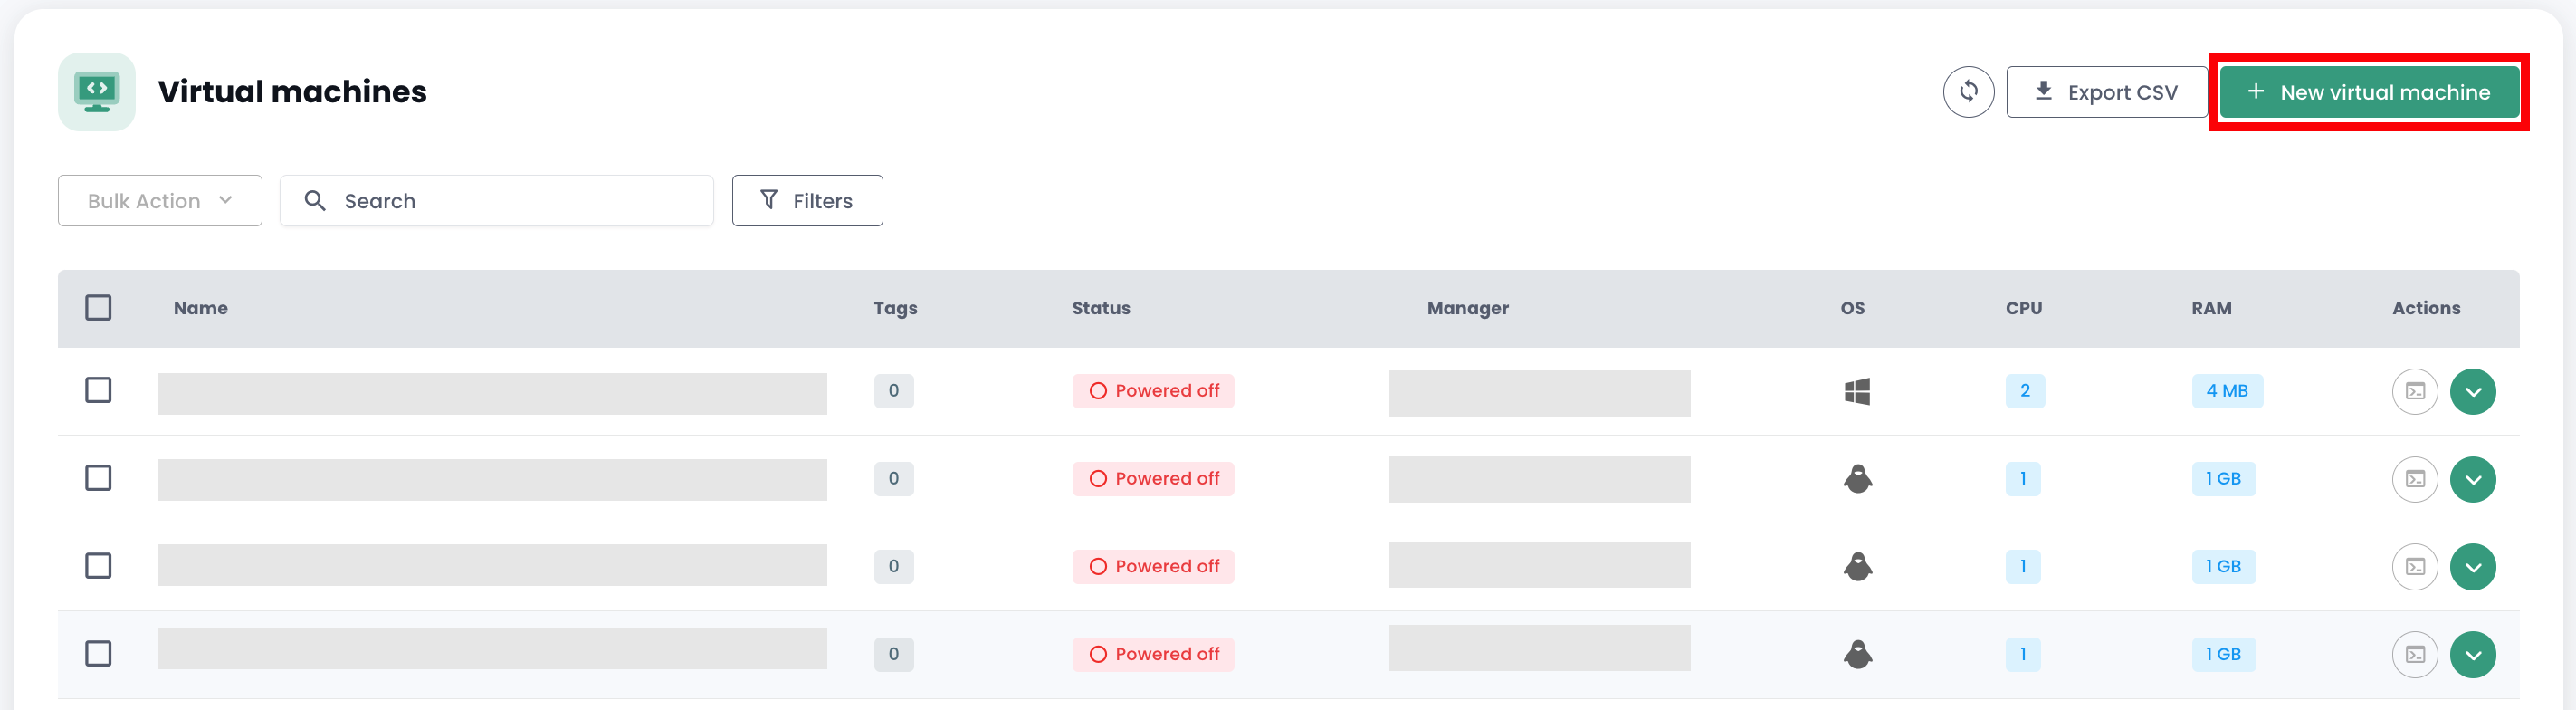 Virtual machines
Export CSV
+ New virtual machine
Bulk Action
Search
Filters
Name Tags Status Manager OS CPU RAM Actions
0 Powered off 2 4 MB
0 Powered off 1 1 GB
0 Powered off 1 1 GB
0 Powered off 1 1 GB